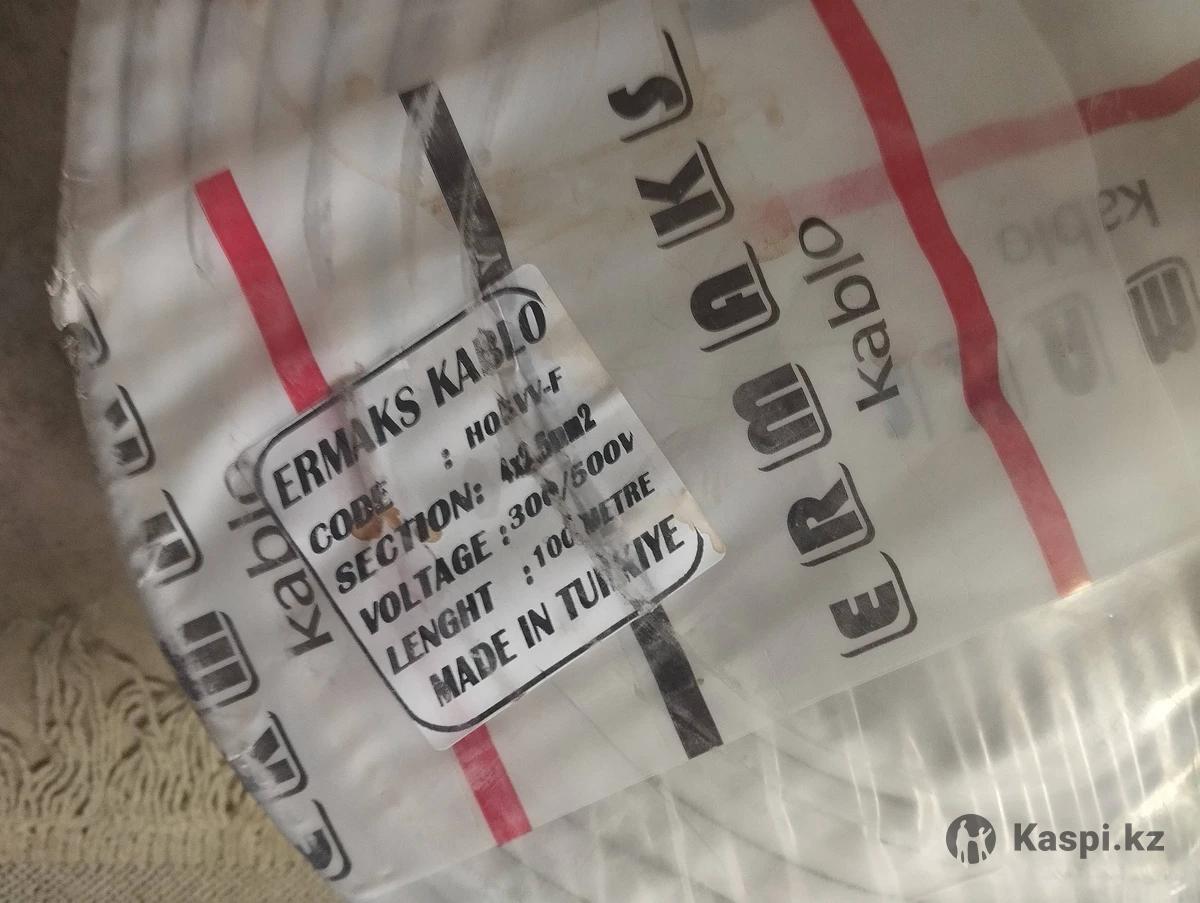 ERMAKS KABLO
CODE : H05VV-F
SECTION: 4x2.5mm2
VOLTAGE : 300/500V
LENGHT : 100 METRE
MADE IN TURKIYE
ERMAKS
kablo
kablo
kablo
Kaspi.kz